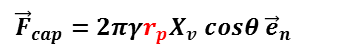 F⃗cap = 2πγrpXv cosθ e⃗n